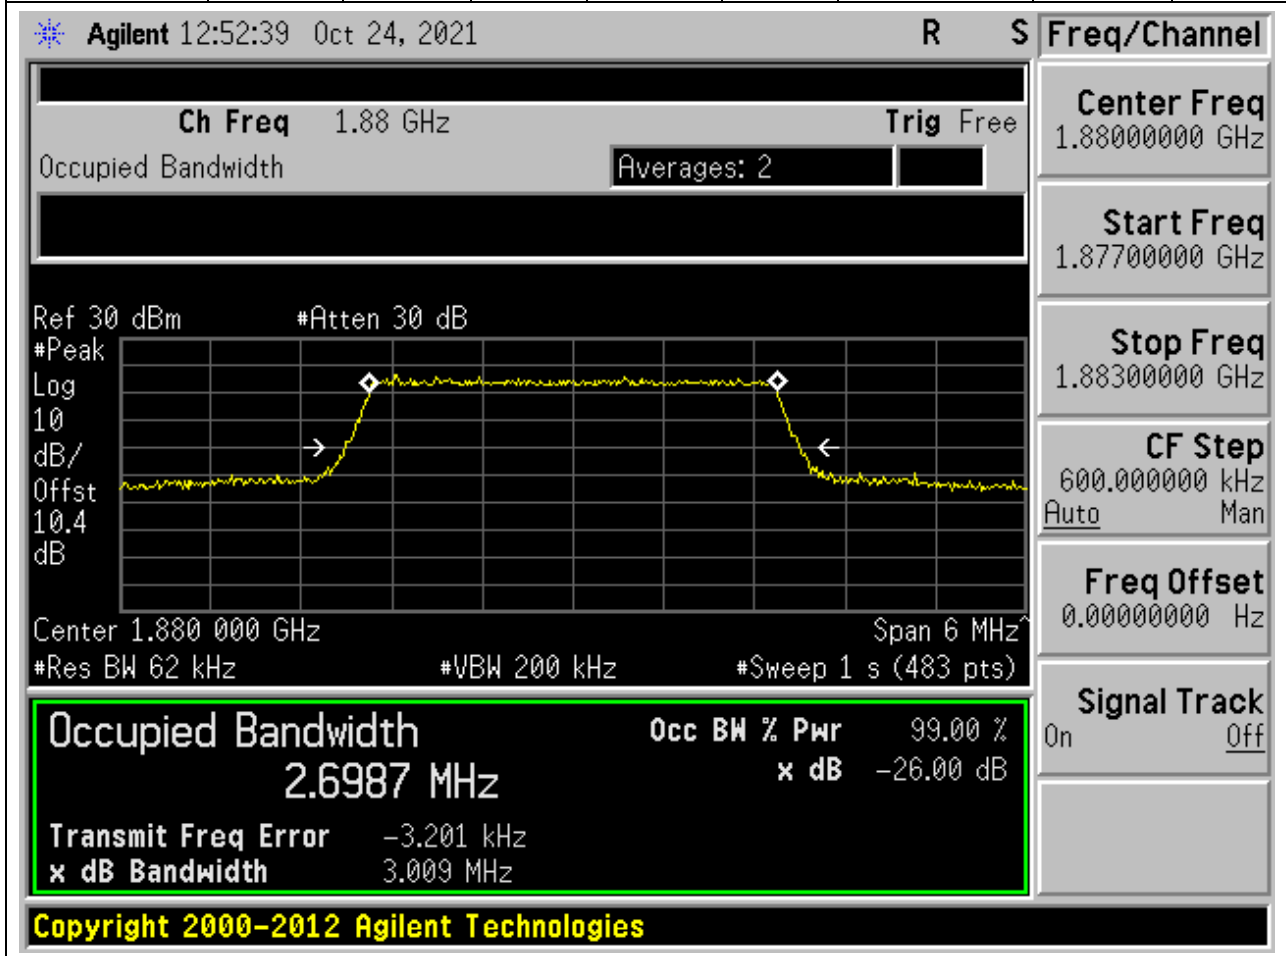 Agilent 12:52:39 Oct 24, 2021 R S
Freq/Channel
Ch Freq 1.88 GHz Trig Free
Occupied Bandwidth Averages: 2
Center Freq
1.88000000 GHz
Start Freq
1.87700000 GHz
Stop Freq
1.88300000 GHz
CF Step
600.000000 kHz
Auto Man
Freq Offset
0.00000000 Hz
Signal Track
On Off
Ref 30 dBm #Atten 30 dB
#Peak
Log
10
dB/
Offst
10.4
dB
Center 1.880 000 GHz Span 6 MHz^
#Res BW 62 kHz #VBW 200 kHz #Sweep 1 s (483 pts)
Occupied Bandwidth Occ BW % Pwr 99.00 %
2.6987 MHz x dB -26.00 dB
Transmit Freq Error -3.201 kHz
x dB Bandwidth 3.009 MHz
Copyright 2000-2012 Agilent Technologies